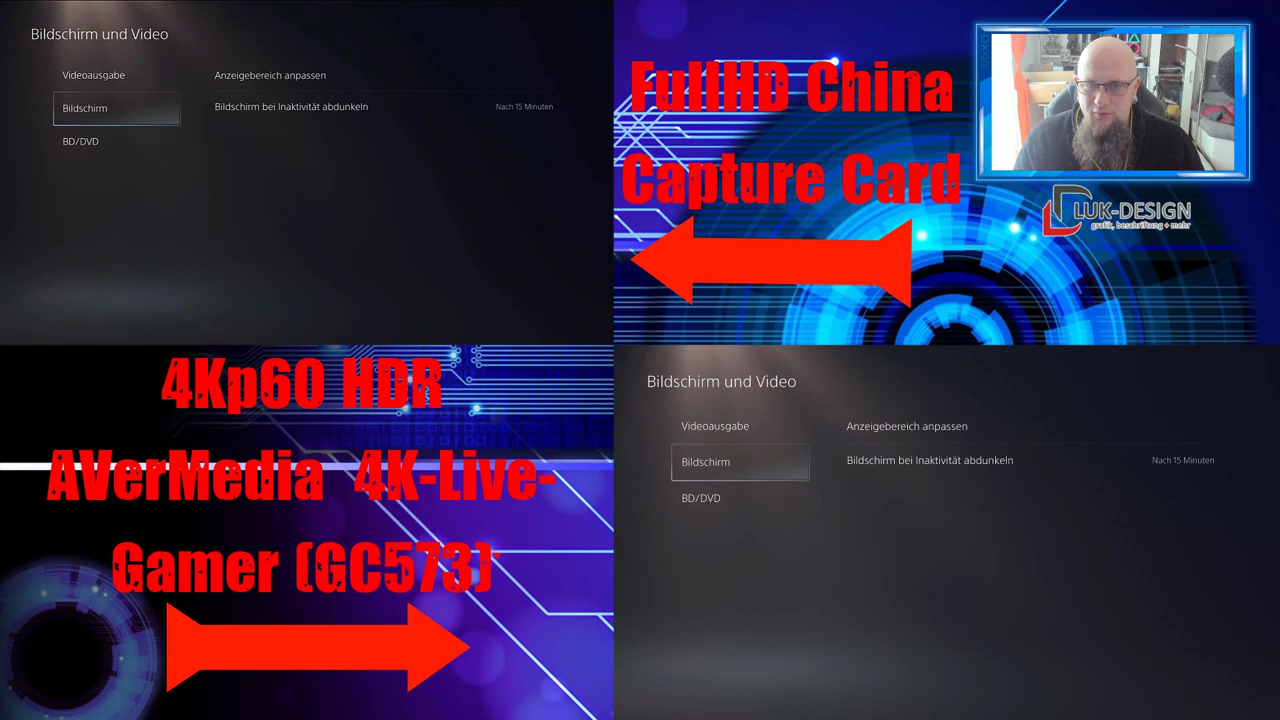 Bildschirm und Video
Videoausgabe
Anzeigebereich anpassen
Bildschirm
Bildschirm bei Inaktivität abdunkeln
Nach 15 Minuten
BD/DVD
FullHD China
Capture Card
LUK-DESIGN
grafik, beschriftung + mehr
4Kp60 HDR
AVerMedia 4K-Live-
Gamer (GC573)
Bildschirm und Video
Videoausgabe
Anzeigebereich anpassen
Bildschirm
Bildschirm bei Inaktivität abdunkeln
Nach 15 Minuten
BD/DVD